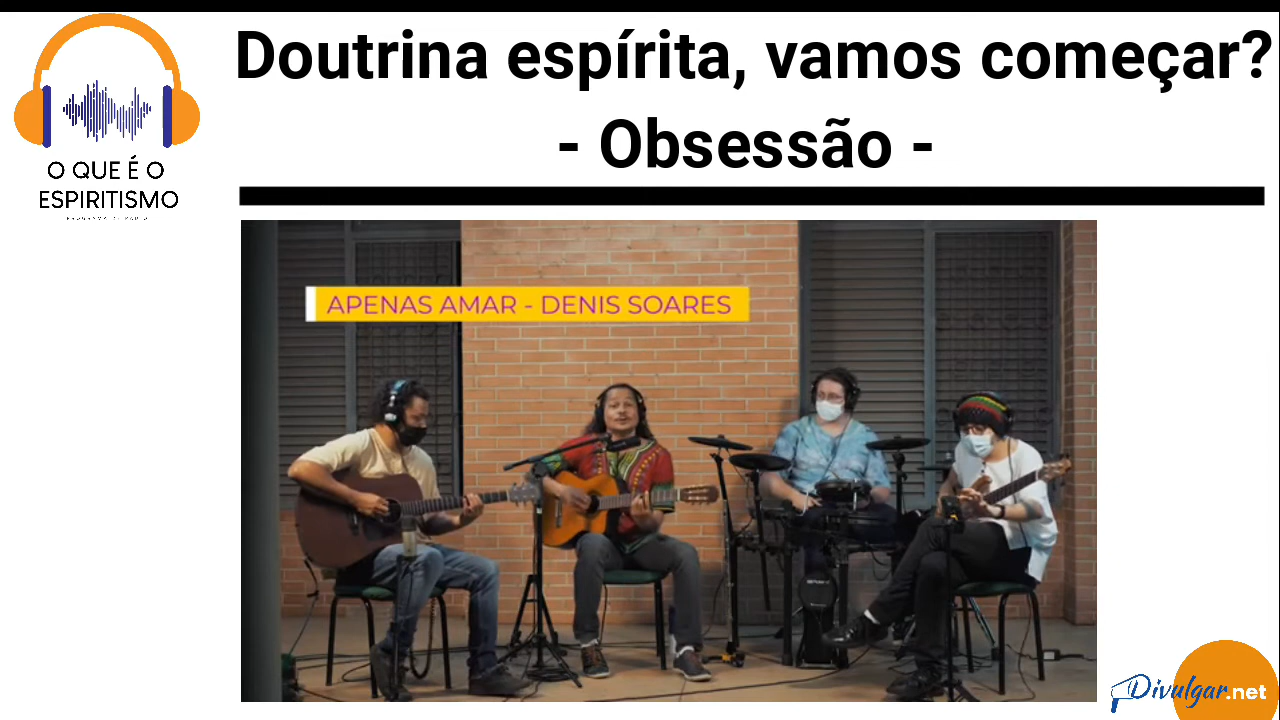 Doutrina espírita, vamos começar?
- Obsessão -
O QUE É O
ESPIRITISMO
APENAS AMAR - DENIS SOARES
Divulgar.net